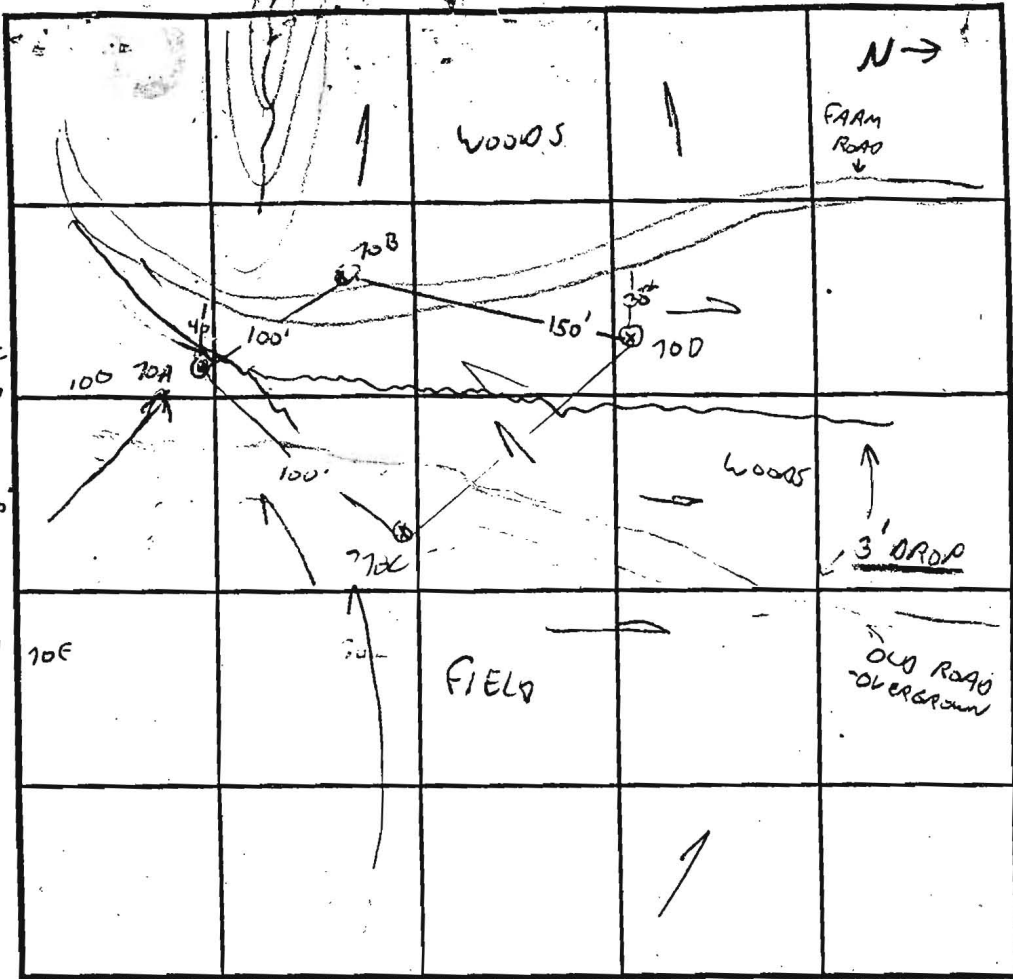 N →
WOODS
FARM
ROAD
70B
40'
100'
30'
150'
70D
100
70A
100'
WOODS
70C
3' DROP
70E
FIELD
OLD ROAD
OVERGROWN